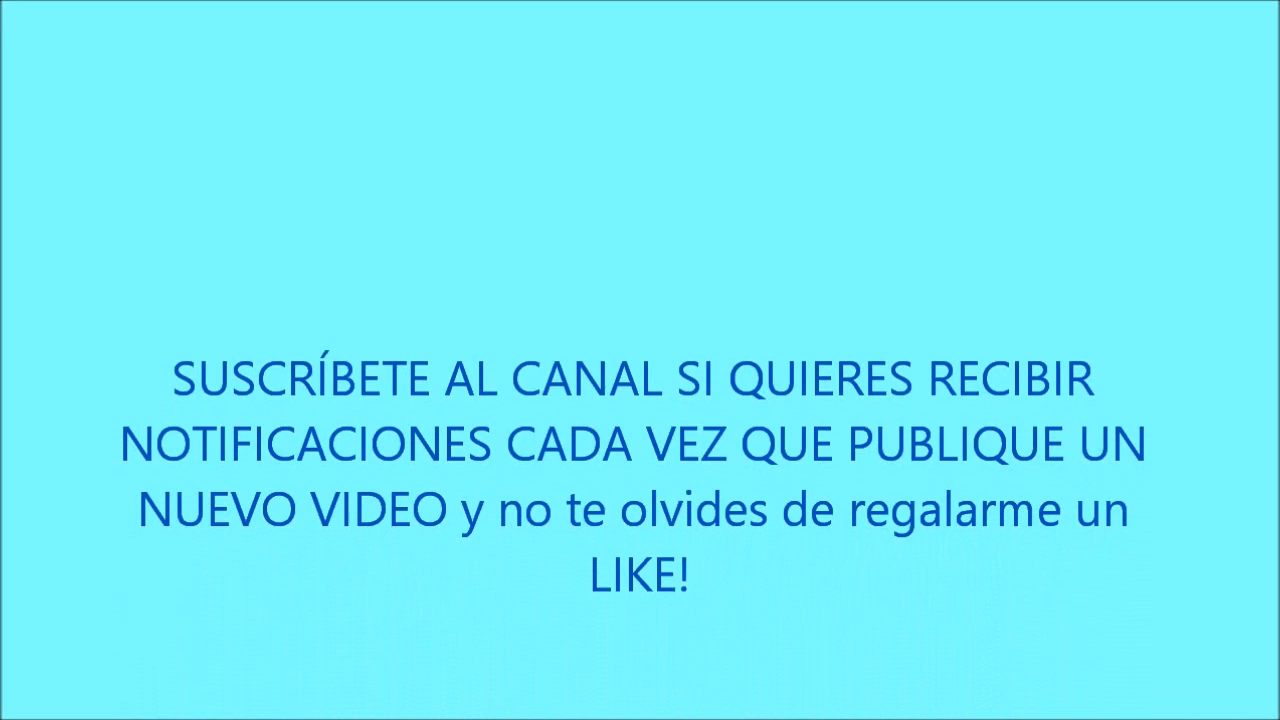 SUSCRÍBETE AL CANAL SI QUIERES RECIBIR
NOTIFICACIONES CADA VEZ QUE PUBLIQUE UN
NUEVO VIDEO y no te olvides de regalarme un
LIKE!